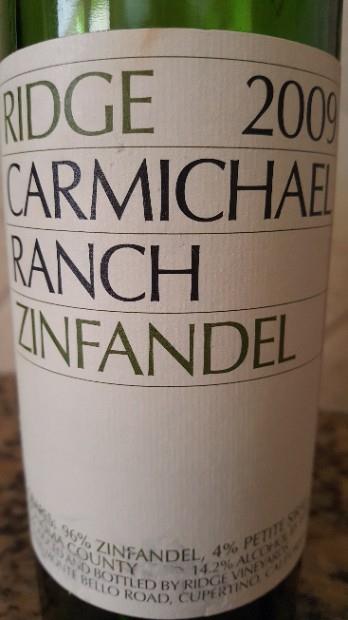 RIDGE 2009
CARMICHAEL
RANCH
ZINFANDEL
96% ZINFANDEL, 4% PETITE
COUNTY 14.2% ALCOHOL
AND BOTTLED BY RIDGE VINEYARDS
BELLO ROAD, CUPERTINO,